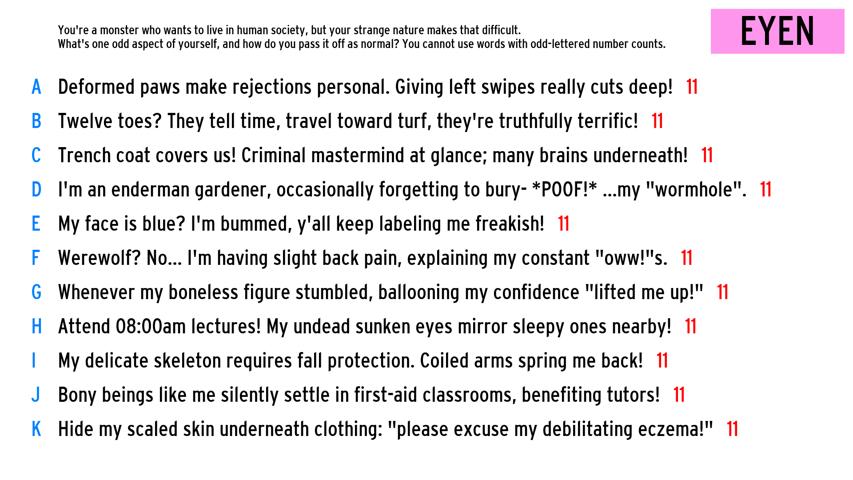 You're a monster who wants to live in human society, but your strange nature makes that difficult.
What's one odd aspect of yourself, and how do you pass it off as normal? You cannot use words with odd-lettered number counts.
EYEN
A Deformed paws make rejections personal. Giving left swipes really cuts deep! 11
B Twelve toes? They tell time, travel toward turf, they're truthfully terrific! 11
C Trench coat covers us! Criminal mastermind at glance; many brains underneath! 11
D I'm an enderman gardener, occasionally forgetting to bury- *POOF!* ...my "wormhole". 11
E My face is blue? I'm bummed, y'all keep labeling me freakish! 11
F Werewolf? No... I'm having slight back pain, explaining my constant "oww!"s. 11
G Whenever my boneless figure stumbled, ballooning my confidence "lifted me up!" 11
H Attend 08:00am lectures! My undead sunken eyes mirror sleepy ones nearby! 11
I My delicate skeleton requires fall protection. Coiled arms spring me back! 11
J Bony beings like me silently settle in first-aid classrooms, benefiting tutors! 11
K Hide my scaled skin underneath clothing: "please excuse my debilitating eczema!" 11